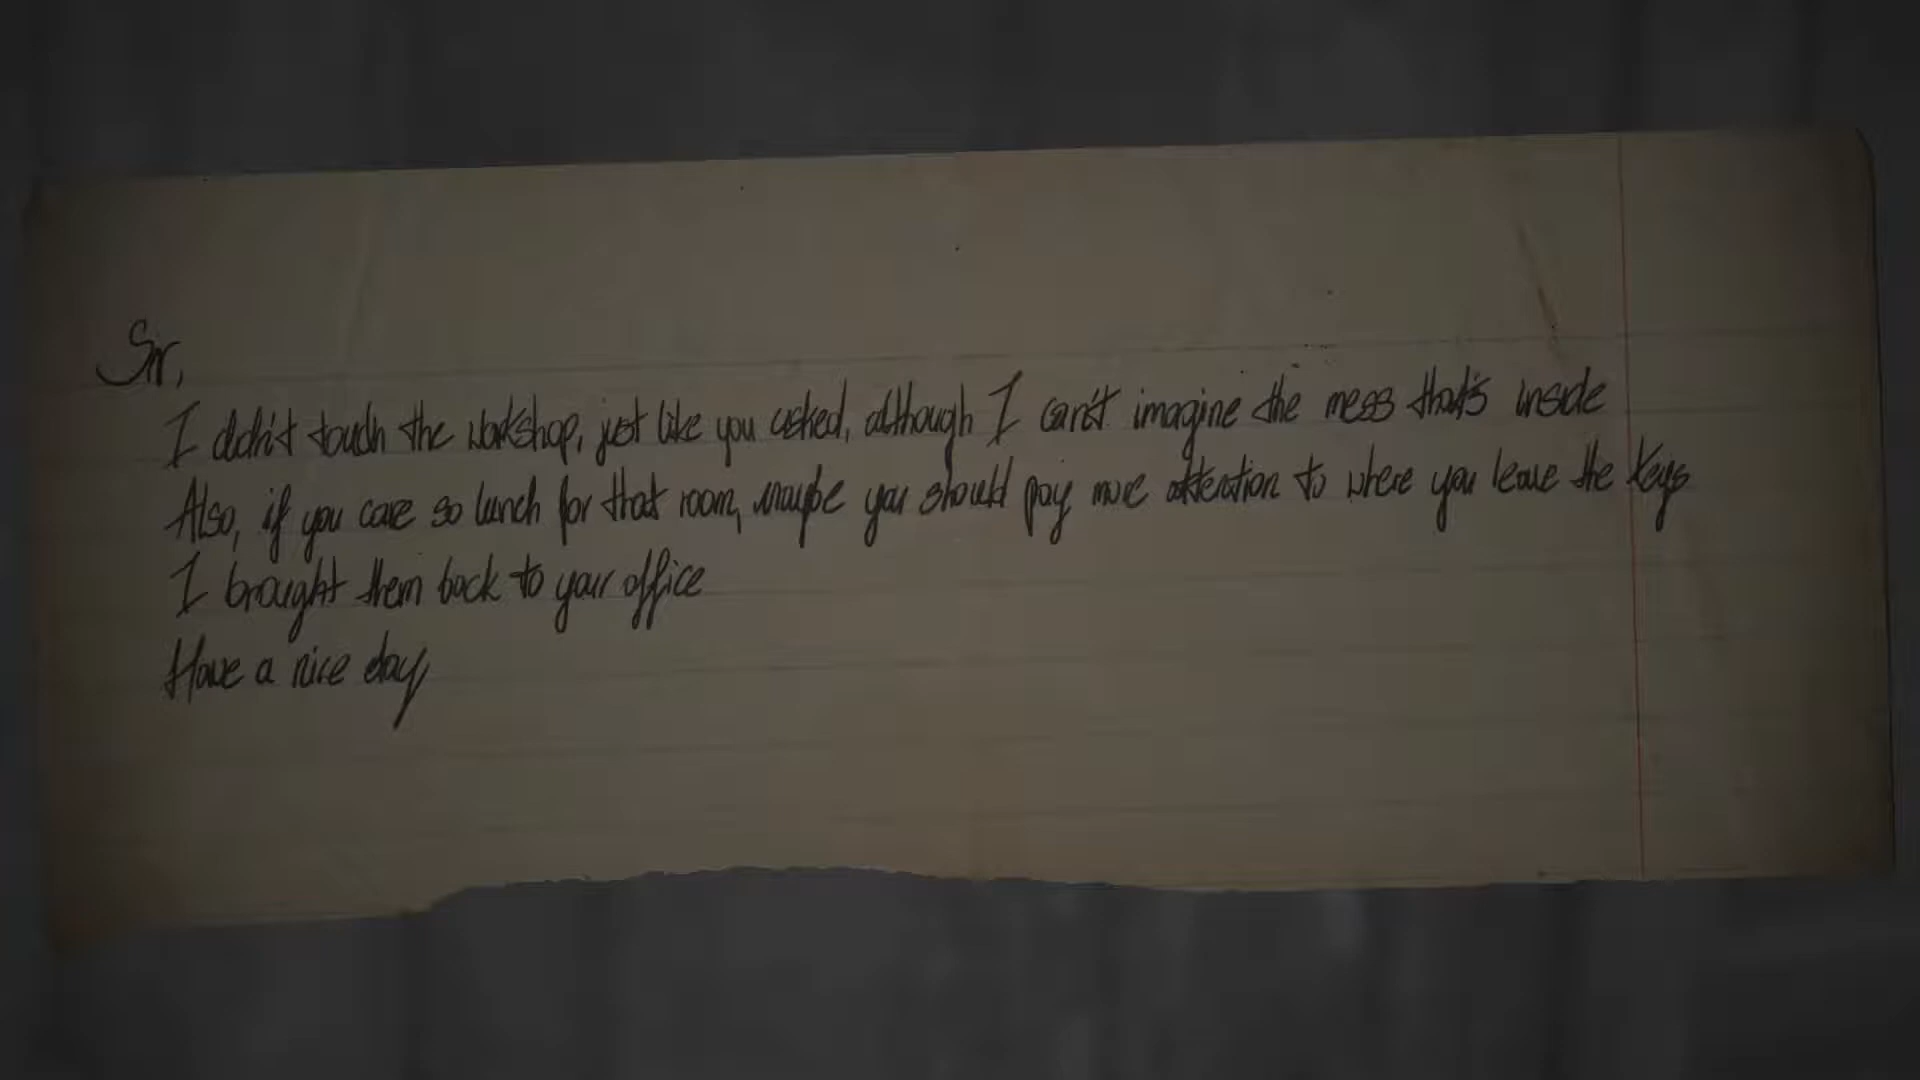 Sir,
I didn't touch the workshop, just like you asked, although I can't imagine the mess that's inside
Also, if you care so much for that room, maybe you should pay more attention to where you leave the keys
I brought them back to your office
Have a nice day